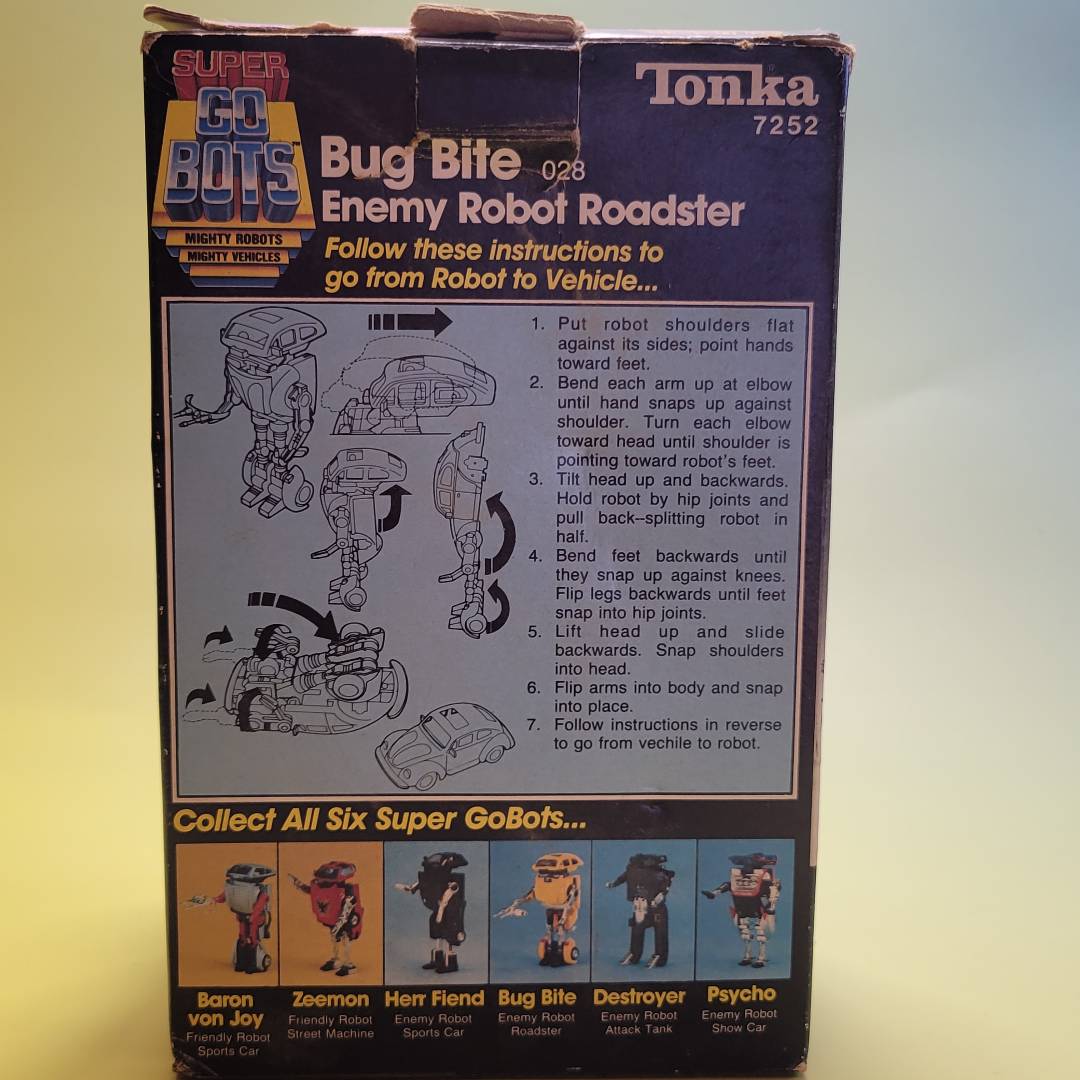 SUPER
GO
BOTS™
MIGHTY ROBOTS
MIGHTY VEHICLES
Tonka
7252
Bug Bite 028
Enemy Robot Roadster
Follow these instructions to
go from Robot to Vehicle...
1. Put robot shoulders flat
against its sides; point hands
toward feet.
2. Bend each arm up at elbow
until hand snaps up against
shoulder. Turn each elbow
toward head until shoulder is
pointing toward robot's feet.
3. Tilt head up and backwards.
Hold robot by hip joints and
pull back--splitting robot in
half.
4. Bend feet backwards until
they snap up against knees.
Flip legs backwards until feet
snap into hip joints.
5. Lift head up and slide
backwards. Snap shoulders
into head.
6. Flip arms into body and snap
into place.
7. Follow instructions in reverse
to go from vechile to robot.
Collect All Six Super GoBots...
Baron
von Joy
Friendly Robot
Sports Car
Zeemon
Friendly Robot
Street Machine
Herr Fiend
Enemy Robot
Sports Car
Bug Bite
Enemy Robot
Roadster
Destroyer
Enemy Robot
Attack Tank
Psycho
Enemy Robot
Show Car